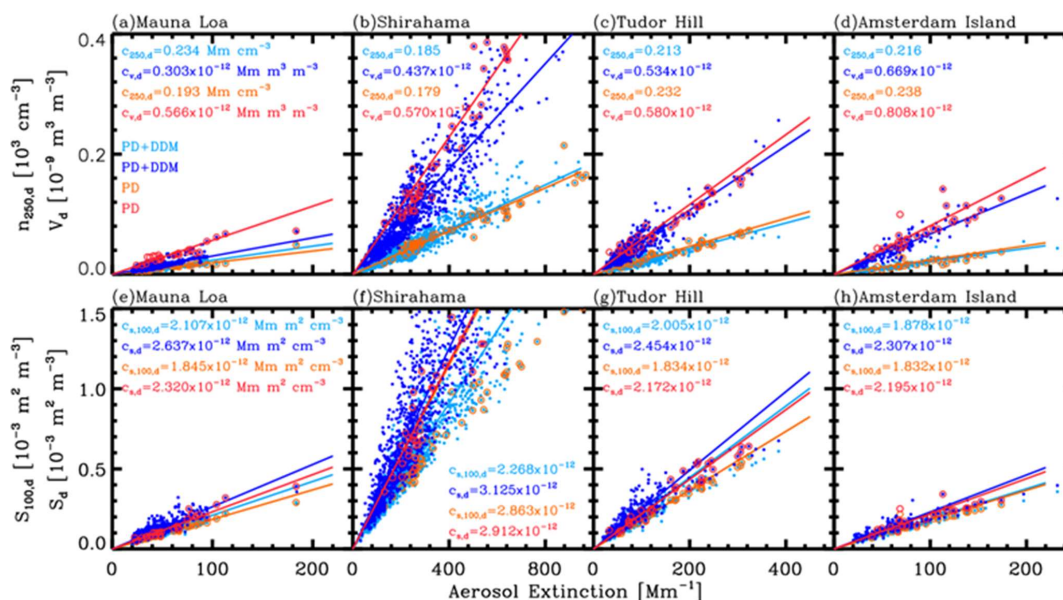 (a)Mauna Loa
(b)Shirahama
(c)Tudor Hill
(d)Amsterdam Island
n250,d [10³ cm⁻³]
Vd [10⁻⁹ m³ m⁻³]
0.4
0.2
0.0
c250,d=0.234 Mm cm⁻³
cv,d=0.303x10⁻¹² Mm m³ m⁻³
c250,d=0.193 Mm cm⁻³
cv,d=0.566x10⁻¹² Mm m³ m⁻³
PD+DDM
PD+DDM
PD
PD
c250,d=0.185
cv,d=0.437x10⁻¹²
c250,d=0.179
cv,d=0.570x10⁻¹²
c250,d=0.213
cv,d=0.534x10⁻¹²
c250,d=0.232
cv,d=0.580x10⁻¹²
c250,d=0.216
cv,d=0.669x10⁻¹²
c250,d=0.238
cv,d=0.808x10⁻¹²
(e)Mauna Loa
(f)Shirahama
(g)Tudor Hill
(h)Amsterdam Island
S100,d [10⁻³ m² m⁻³]
Sd [10⁻³ m² m⁻³]
1.5
1.0
0.5
0.0
cs,100,d=2.107x10⁻¹² Mm m² cm⁻³
cs,d=2.637x10⁻¹² Mm m² cm⁻³
cs,100,d=1.845x10⁻¹² Mm m² cm⁻³
cs,d=2.320x10⁻¹² Mm m² cm⁻³
cs,100,d=2.268x10⁻¹²
cs,d=3.125x10⁻¹²
cs,100,d=2.863x10⁻¹²
cs,d=2.912x10⁻¹²
cs,100,d=2.005x10⁻¹²
cs,d=2.454x10⁻¹²
cs,100,d=1.834x10⁻¹²
cs,d=2.172x10⁻¹²
cs,100,d=1.878x10⁻¹²
cs,d=2.307x10⁻¹²
cs,100,d=1.832x10⁻¹²
cs,d=2.195x10⁻¹²
0 100 200
0 200 400 600 800
0 100 200 300 400
0 100 200
Aerosol Extinction [Mm⁻¹]